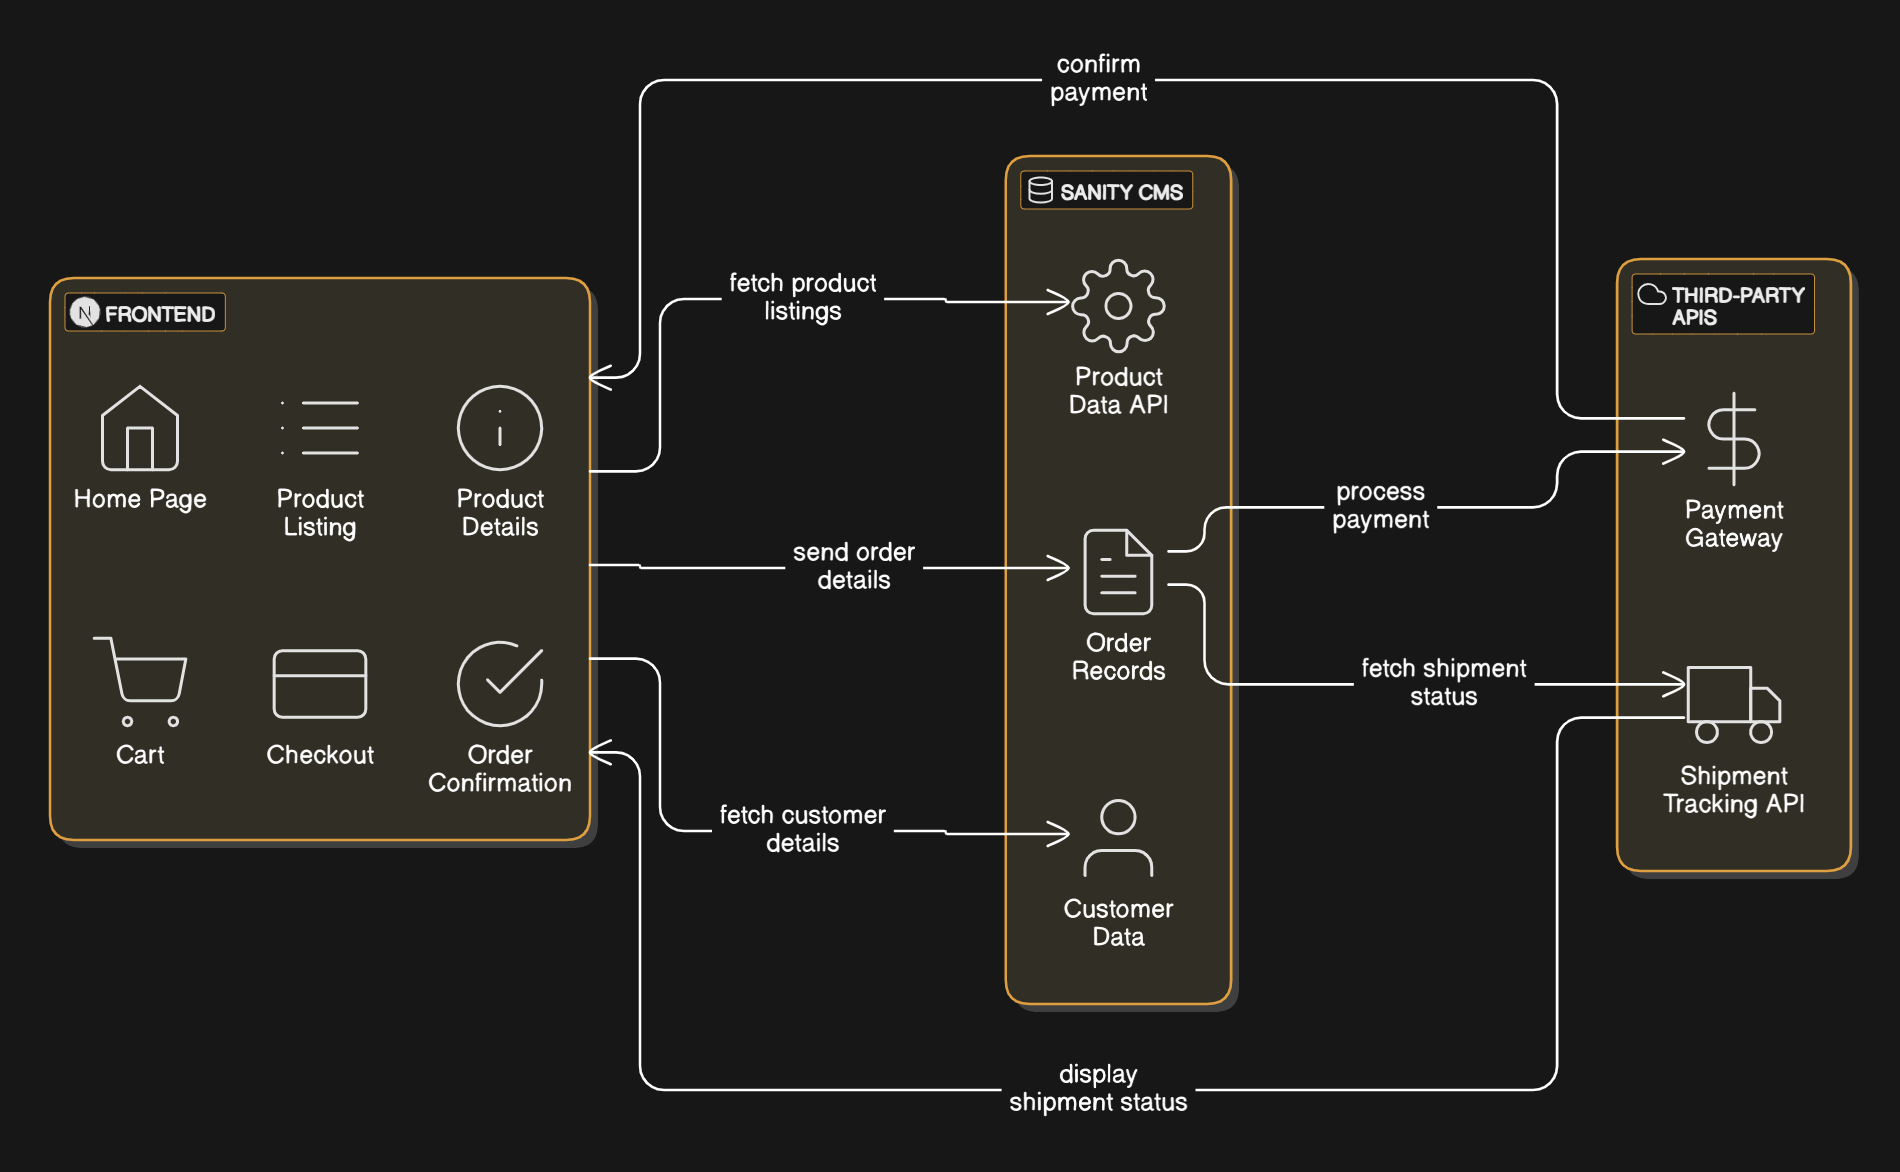 confirm
payment
SANITY CMS
fetch product
listings
THIRD-PARTY
APIS
N FRONTEND
Product
Data API
Home Page
Product
Listing
Product
Details
process
payment
Payment
Gateway
send order
details
Order
Records
fetch shipment
status
Cart
Checkout
Order
Confirmation
Shipment
Tracking API
fetch customer
details
Customer
Data
display
shipment status